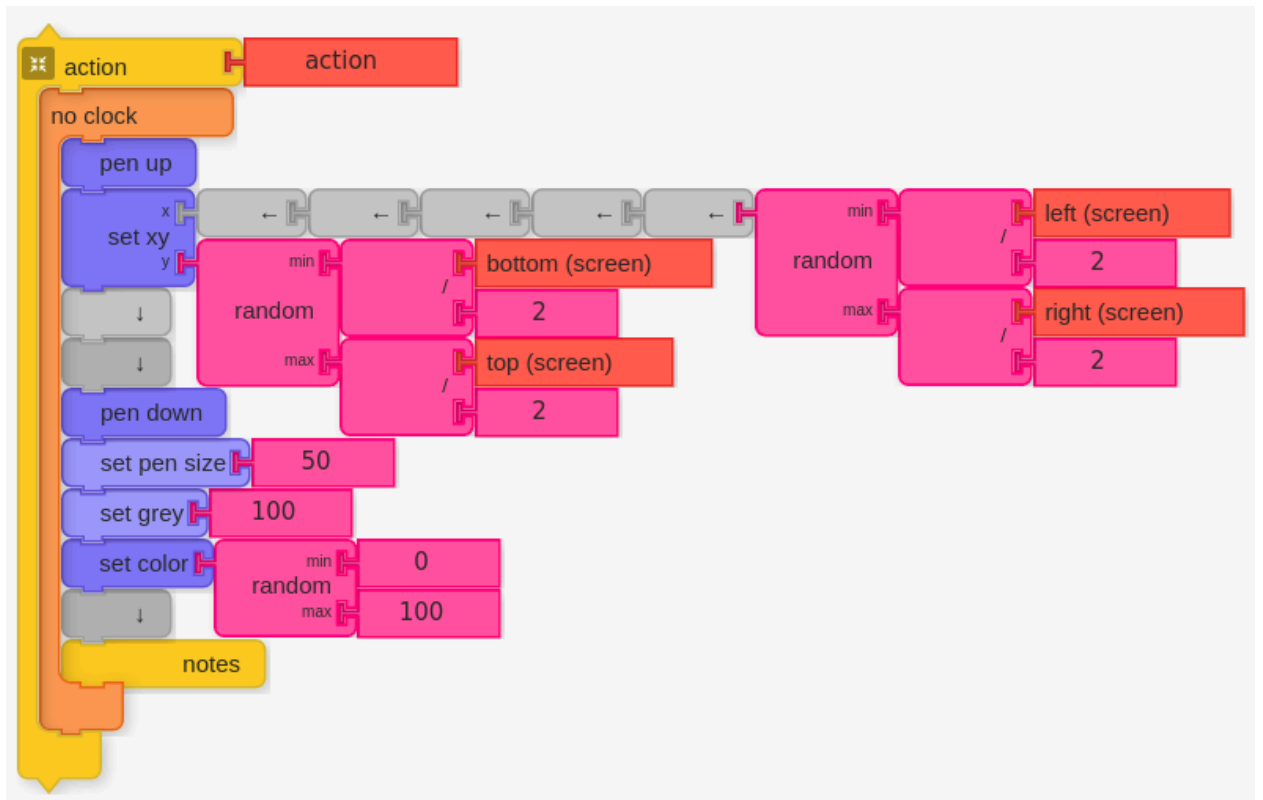 action action
no clock
pen up
x ← ← ← ← ← min left (screen)
set xy /
y min bottom (screen) random 2
/
↓ random 2 max right (screen)
/
↓ max top (screen) 2
/
pen down 2
set pen size 50
set grey 100
set color min 0
random
max 100
↓
notes